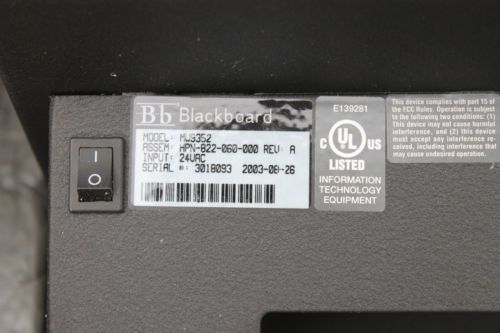 Bb Blackboard
MODEL: MW9352
ASSEM: HPN-822-060-000 REV: A
INPUT: 24VAC
SERIAL #: 3018093 2003-08-26
I
O
E139281
C UL US
LISTED
INFORMATION
TECHNOLOGY
EQUIPMENT
This device complies with part 15 of
the FCC Rules. Operation is subject
to the following two conditions: (1)
This device may not cause harmful
interference, and (2) this device
must accept any interference re-
ceived, including interference that
may cause undesired operation.